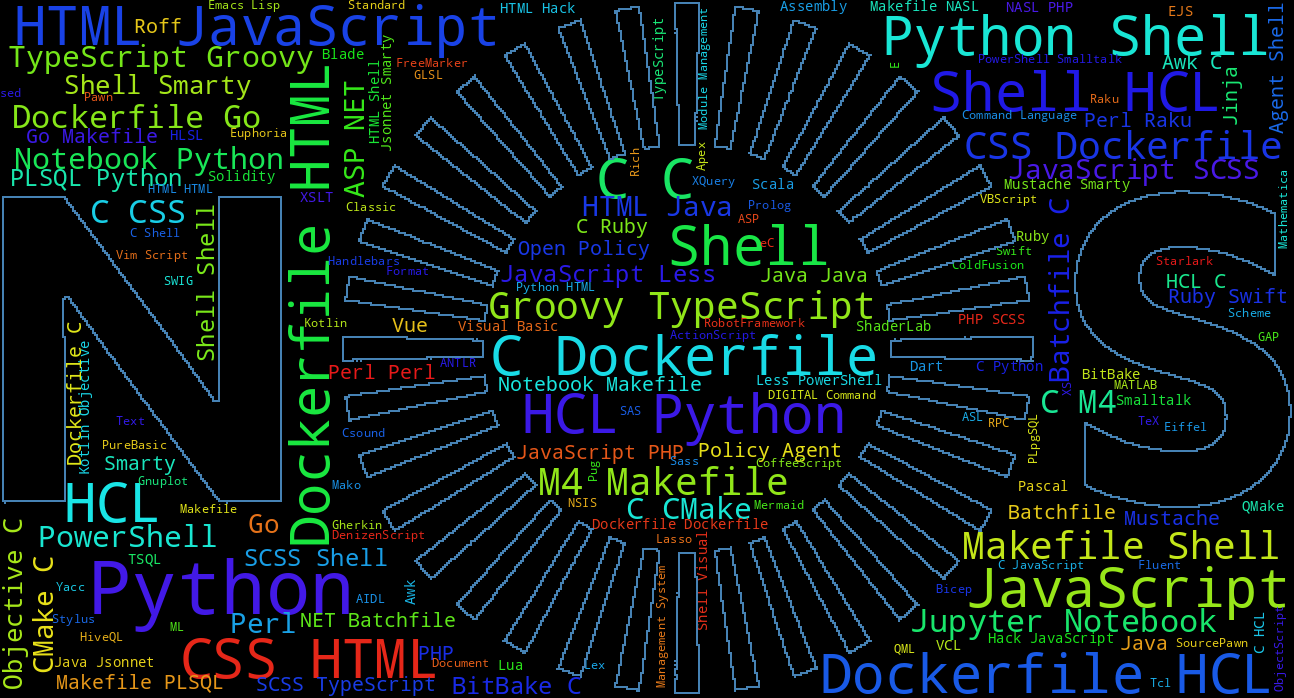 Emacs Lisp
Standard
HTML Hack
Assembly
Makefile NASL
NASL PHP
EJS
HTML JavaScript
Roff
Python Shell
Agent Shell
TypeScript Groovy
Blade
FreeMarker
GLSL
TypeScript
Module Management
E
PowerShell Smalltalk
Awk C
Shell Smarty
HTML Shell
Jsonnet Smarty
ASP NET
Shell HCL
Jinja
sed
Pawn
Raku
Dockerfile Go
Command Language
Perl Raku
Go Makefile
HLSL
Euphoria
CSS Dockerfile
Notebook Python
Rich
Apex
C C
JavaScript SCSS
PLSQL Python
Solidity
XQuery
Scala
Mustache Smarty
HTML HTML
XSLT
VBScript
Mathematica
C CSS
Classic
HTML Java
Prolog
ASP
C Shell
C Ruby
Ruby
Shell Shell
Dockerfile HTML
Open Policy
Shell
eC
Swift
Batchfile C
Vim Script
Handlebars
Format
ColdFusion
Starlark
SWIG
JavaScript Less
Java Java
HCL C
Python HTML
Ruby Swift
Groovy TypeScript
Scheme
Kotlin
Vue
Visual Basic
RobotFramework
ShaderLab
PHP SCSS
ActionScript
GAP
Dockerfile C
Kotlin Objective
C Dockerfile
ANTLR
Perl Perl
Dart
C Python
BitBake
Notebook Makefile
Less PowerShell
XS
MATLAB
DIGITAL Command
C M4
Smalltalk
HCL Python
SAS
ASL
RPC
Text
TeX
Eiffel
Csound
PLpgSQL
PureBasic
JavaScript PHP
Policy Agent
Smarty
Sass
CoffeeScript
Pug
Gnuplot
M4 Makefile
Mako
Pascal
HCL
NSIS
C CMake
Mermaid
Makefile
QMake
Batchfile
Mustache
Go
Gherkin
Dockerfile Dockerfile
PowerShell
DenizenScript
Lasso
Makefile Shell
Objective C
CMake C
TSQL
SCSS Shell
C JavaScript
Fluent
Shell Visual
Python
Yacc
AIDL
Awk
Management System
Bicep
JavaScript
Stylus
ML
Perl
NET Batchfile
Jupyter Notebook
HiveQL
Hack JavaScript
Java
SourcePawn
C HCL
QML
VCL
ObjectScript
CSS HTML
PHP
Java Jsonnet
Document
Lua
Lex
Makefile PLSQL
SCSS TypeScript
BitBake C
Dockerfile HCL
Tcl